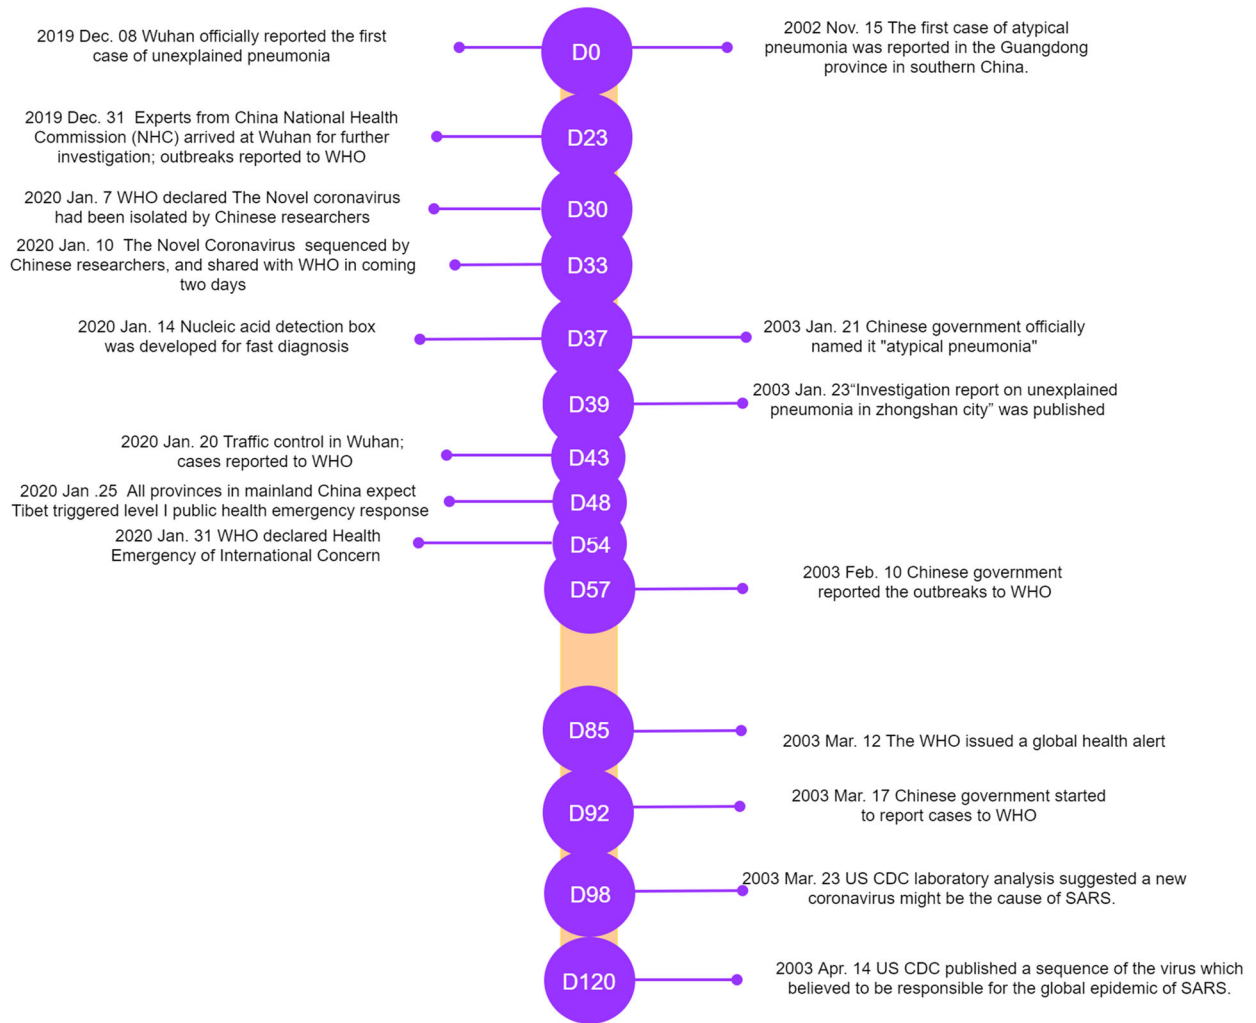 2019 Dec. 08 Wuhan officially reported the first
case of unexplained pneumonia
D0
2002 Nov. 15 The first case of atypical
pneumonia was reported in the Guangdong
province in southern China.
2019 Dec. 31 Experts from China National Health
Commission (NHC) arrived at Wuhan for further
investigation; outbreaks reported to WHO
D23
2020 Jan. 7 WHO declared The Novel coronavirus
had been isolated by Chinese researchers
D30
2020 Jan. 10 The Novel Coronavirus sequenced by
Chinese researchers, and shared with WHO in coming
two days
D33
2020 Jan. 14 Nucleic acid detection box
was developed for fast diagnosis
D37
2003 Jan. 21 Chinese government officially
named it "atypical pneumonia"
D39
2003 Jan. 23“Investigation report on unexplained
pneumonia in zhongshan city” was published
2020 Jan. 20 Traffic control in Wuhan;
cases reported to WHO
D43
2020 Jan .25 All provinces in mainland China expect
Tibet triggered level I public health emergency response
D48
2020 Jan. 31 WHO declared Health
Emergency of International Concern
D54
D57
2003 Feb. 10 Chinese government
reported the outbreaks to WHO
D85
2003 Mar. 12 The WHO issued a global health alert
D92
2003 Mar. 17 Chinese government started
to report cases to WHO
D98
2003 Mar. 23 US CDC laboratory analysis suggested a new
coronavirus might be the cause of SARS.
D120
2003 Apr. 14 US CDC published a sequence of the virus which
believed to be responsible for the global epidemic of SARS.